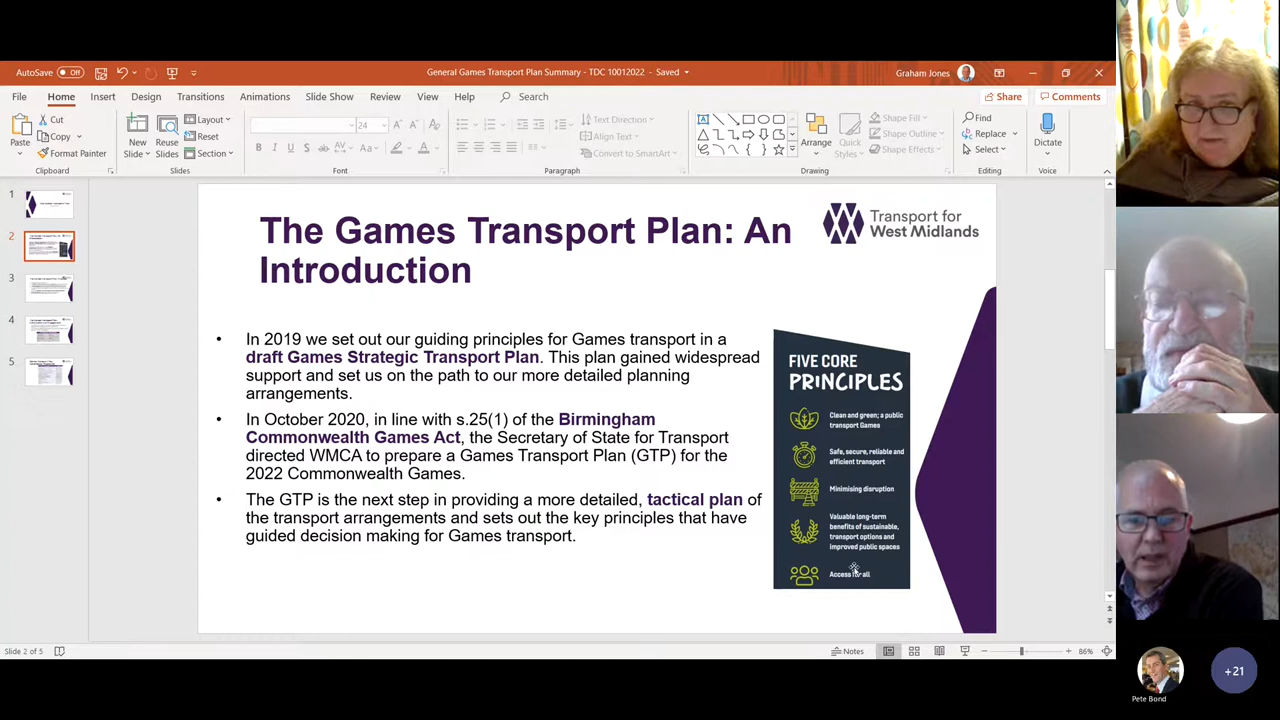 AutoSave Off
General Games Transport Plan Summary - TDC 10012022 - Saved
Graham Jones
File Home Insert Design Transitions Animations Slide Show Review View Help Search
Share Comments
Paste
Cut
Copy
Format Painter
Clipboard
New Slide
Reuse Slides
Layout
Reset
Section
Slides
24
Font
Text Direction
Align Text
Convert to SmartArt
Paragraph
Arrange
Quick Styles
Shape Fill
Shape Outline
Shape Effects
Drawing
Find
Replace
Select
Editing
Dictate
Voice
1
2
3
4
5
The Games Transport Plan: An
Introduction
Transport for
West Midlands
• In 2019 we set out our guiding principles for Games transport in a
draft Games Strategic Transport Plan. This plan gained widespread
support and set us on the path to our more detailed planning
arrangements.
• In October 2020, in line with s.25(1) of the Birmingham
Commonwealth Games Act, the Secretary of State for Transport
directed WMCA to prepare a Games Transport Plan (GTP) for the
2022 Commonwealth Games.
• The GTP is the next step in providing a more detailed, tactical plan of
the transport arrangements and sets out the key principles that have
guided decision making for Games transport.
FIVE CORE
PRINCIPLES
Clean and green; a public
transport Games
Safe, secure, reliable and
efficient transport
Minimising disruption
Valuable long-term
benefits of sustainable,
transport options and
improved public spaces
Access for all
Slide 2 of 5
Notes
86%
Pete Bond
+21